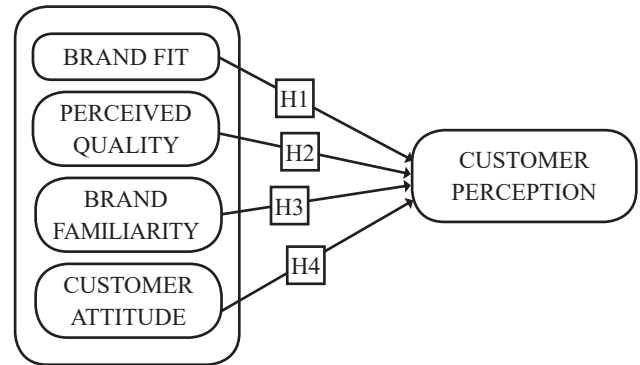 BRAND FIT
PERCEIVED
QUALITY
BRAND
FAMILIARITY
CUSTOMER
ATTITUDE
H1
H2
H3
H4
CUSTOMER
PERCEPTION